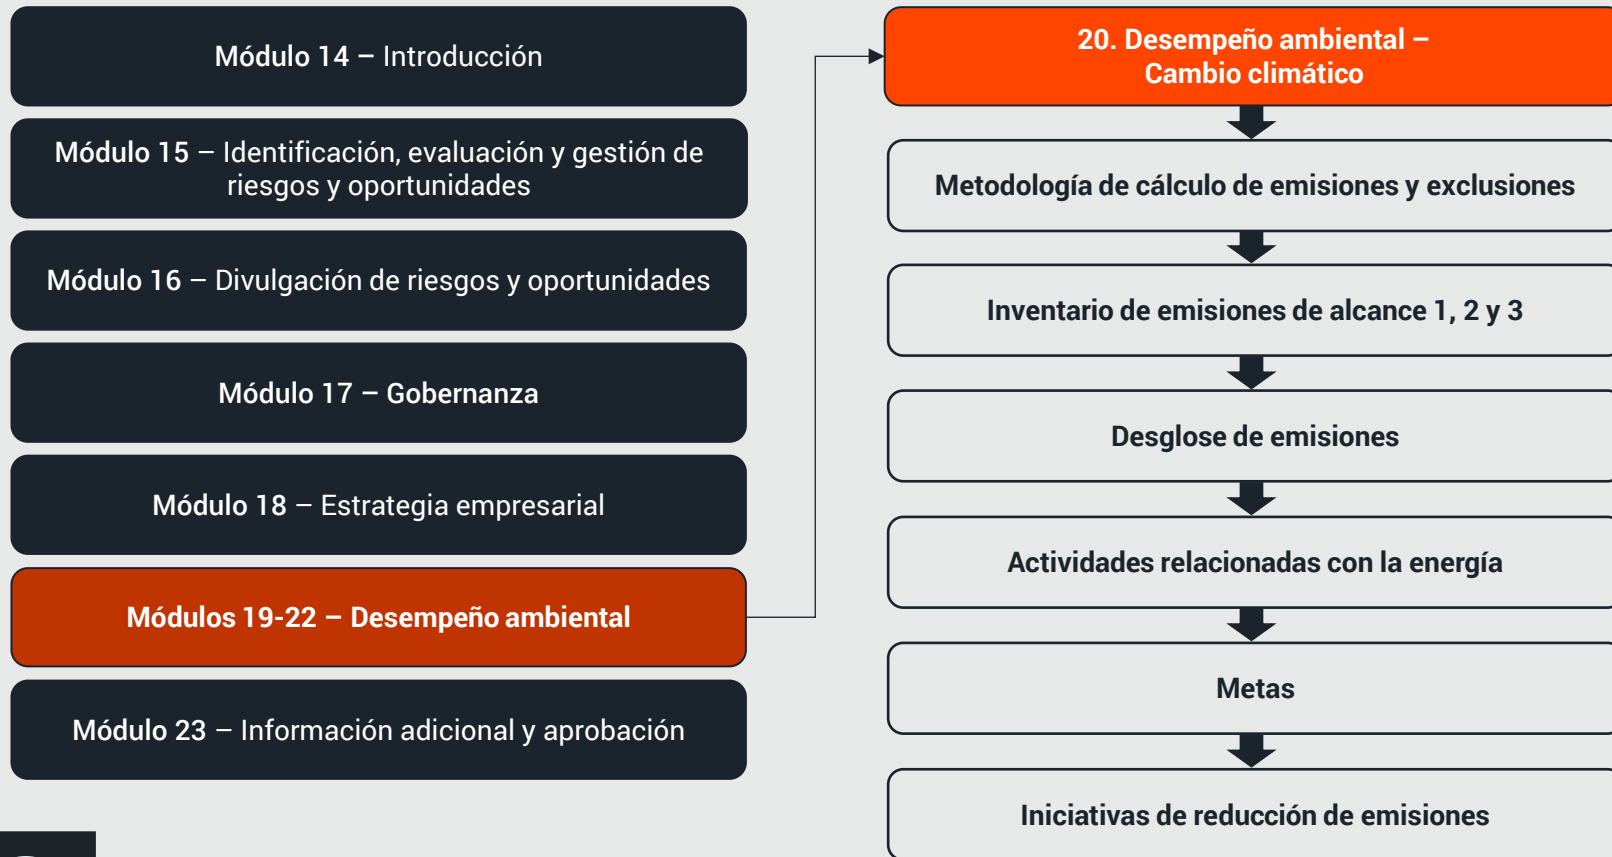 Módulo 14 – Introducción
Módulo 15 – Identificación, evaluación y gestión de
riesgos y oportunidades
Módulo 16 – Divulgación de riesgos y oportunidades
Módulo 17 – Gobernanza
Módulo 18 – Estrategia empresarial
Módulos 19-22 – Desempeño ambiental
Módulo 23 – Información adicional y aprobación
20. Desempeño ambiental –
Cambio climático
Metodología de cálculo de emisiones y exclusiones
Inventario de emisiones de alcance 1, 2 y 3
Desglose de emisiones
Actividades relacionadas con la energía
Metas
Iniciativas de reducción de emisiones